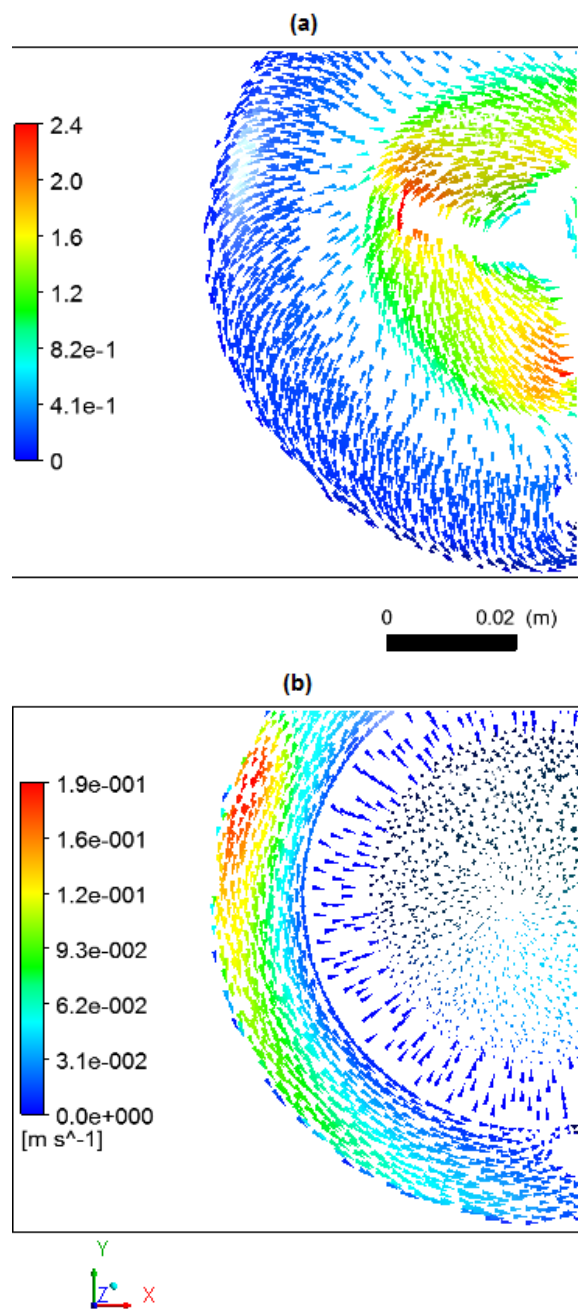 (a)
2.4
2.0
1.6
1.2
8.2e-1
4.1e-1
0
0 0.02 (m)
(b)
1.9e-001
1.6e-001
1.2e-001
9.3e-002
6.2e-002
3.1e-002
0.0e+000
[m s^-1]
Y
Z X